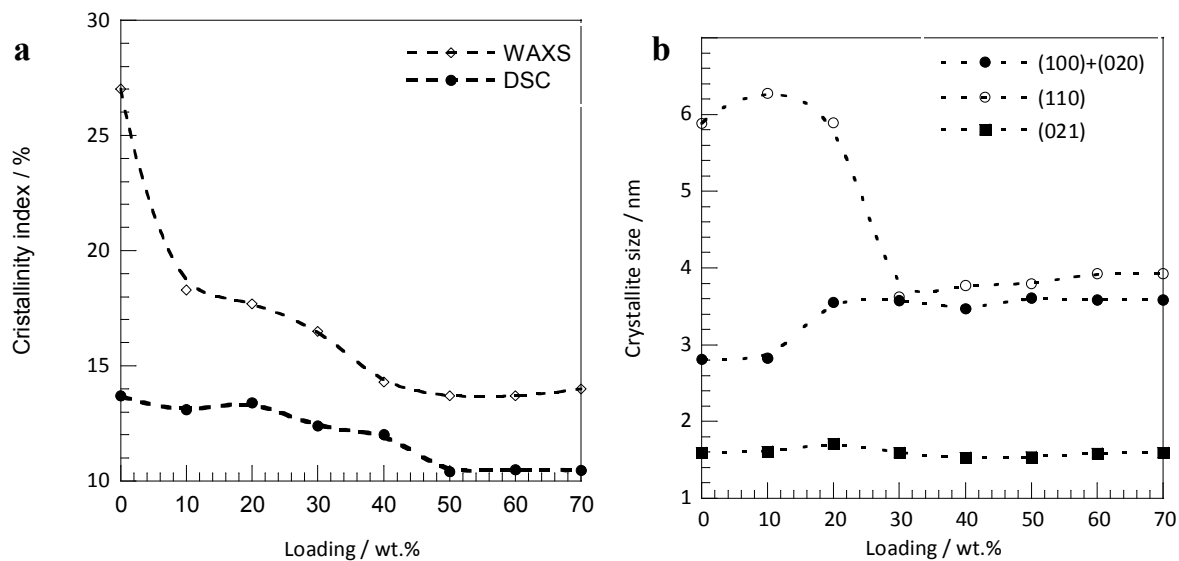 a
30
25
20
15
10
Cristallinity index / %
WAXS
DSC
0 10 20 30 40 50 60 70
Loading / wt.%
b
6
5
4
3
2
1
Crystallite size / nm
(100)+(020)
(110)
(021)
0 10 20 30 40 50 60 70
Loading / wt.%